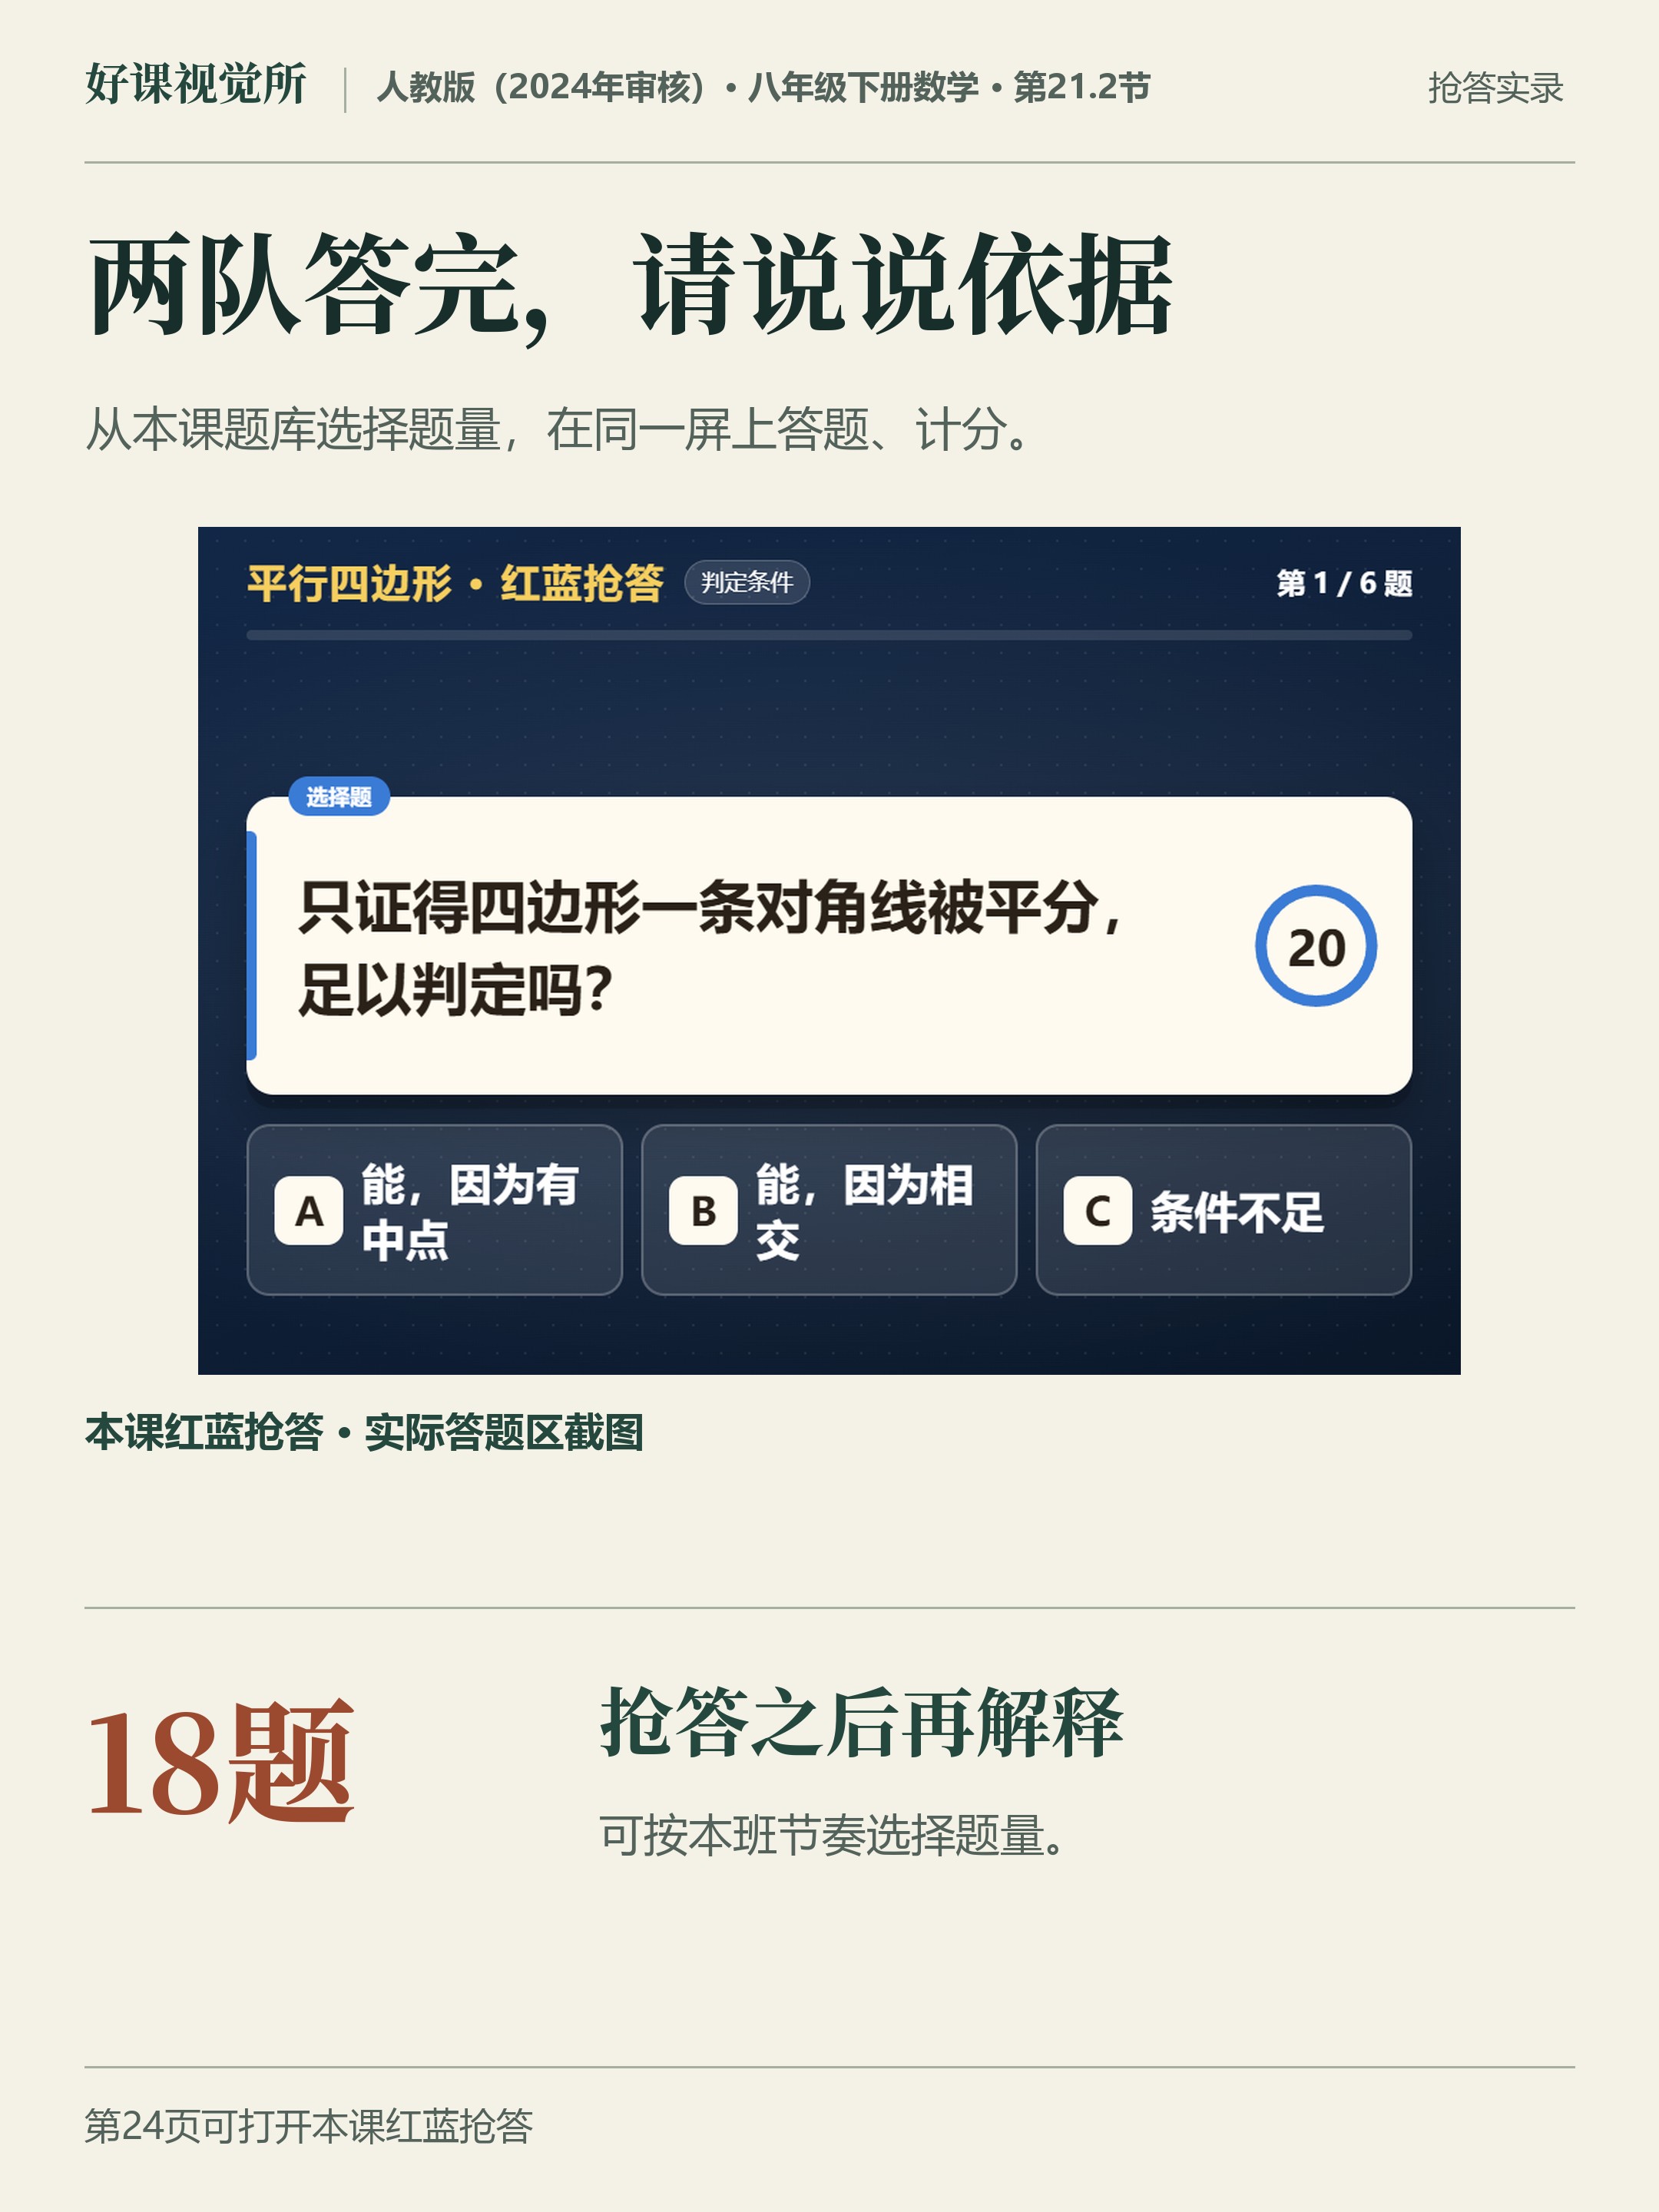 好课视觉所
人教版（2024年审核）• 八年级下册数学 • 第21.2节
抢答实录
两队答完，请说说依据
从本课题库选择题量，在同一屏上答题、计分。
平行四边形 • 红蓝抢答
判定条件
第 1 / 6 题
选择题
只证得四边形一条对角线被平分，
足以判定吗？
20
A
能，因为有
中点
B
能，因为相
交
C
条件不足
本课红蓝抢答 • 实际答题区截图
18题
抢答之后再解释
可按本班节奏选择题量。
第24页可打开本课红蓝抢答